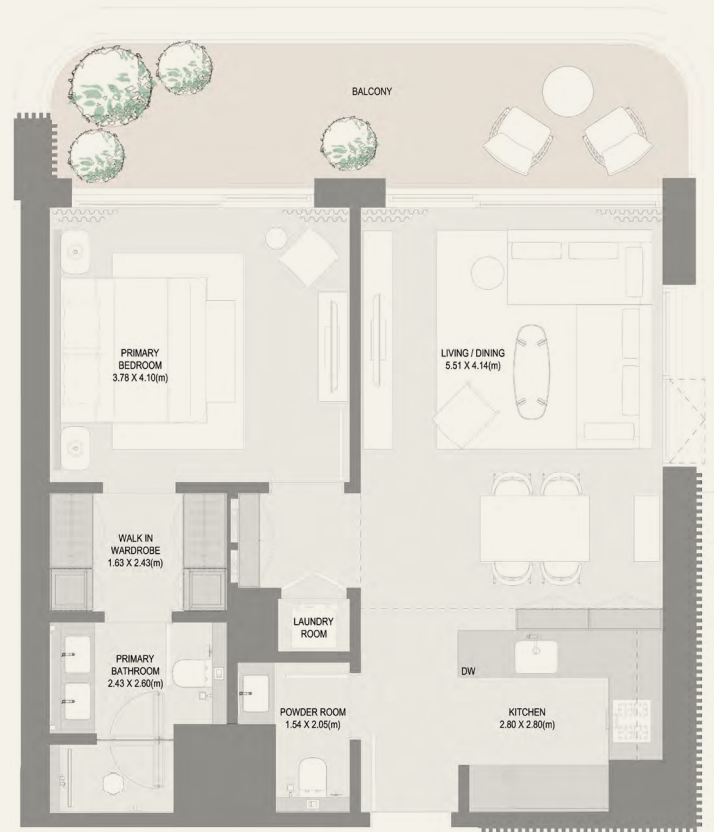 BALCONY
PRIMARY
BEDROOM
3.78 X 4.10(m)
LIVING / DINING
5.51 X 4.14(m)
WALK IN
WARDROBE
1.63 X 2.43(m)
LAUNDRY
ROOM
PRIMARY
BATHROOM
2.43 X 2.60(m)
DW
POWDER ROOM
1.54 X 2.05(m)
KITCHEN
2.80 X 2.80(m)